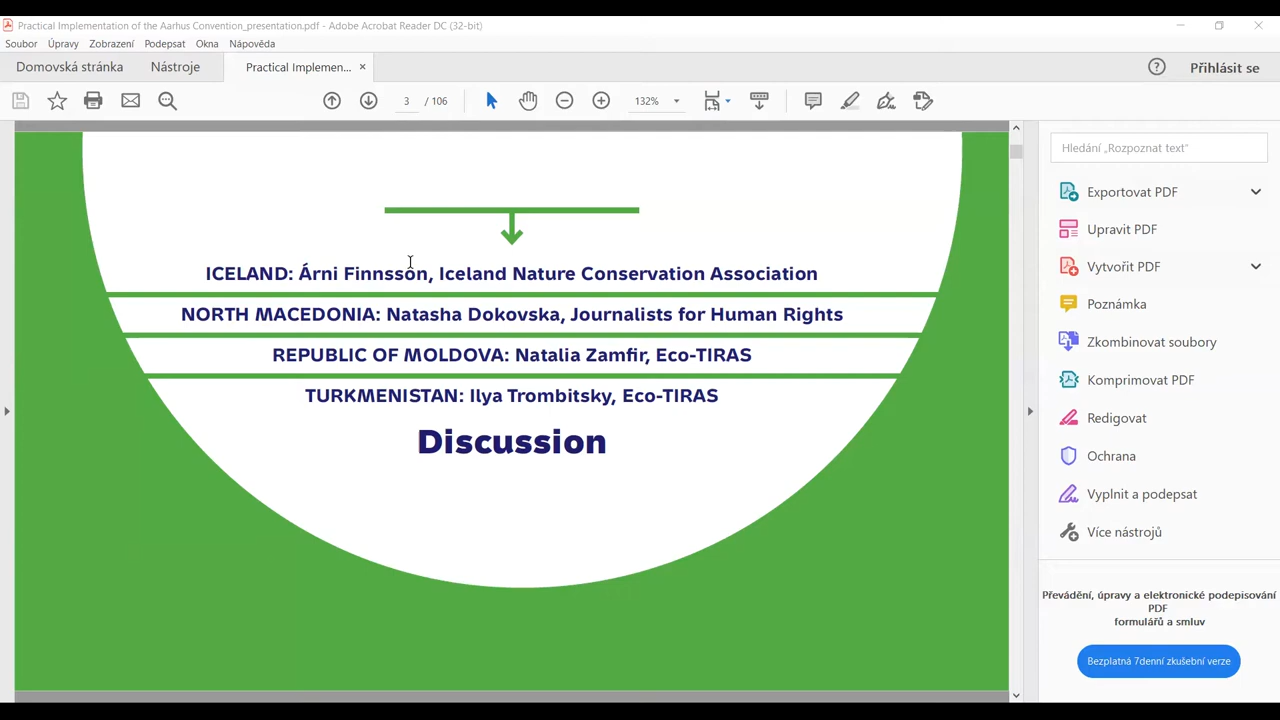 Practical Implementation of the Aarhus Convention_presentation.pdf - Adobe Acrobat Reader DC (32-bit)
Soubor Úpravy Zobrazení Podepsat Okna Nápověda
Domovská stránka Nástroje Practical Implemen... × ? Přihlásit se
3 / 106 132%
Hledání „Rozpoznat text"
Exportovat PDF
Upravit PDF
Vytvořit PDF
Poznámka
Zkombinovat soubory
Komprimovat PDF
Redigovat
Ochrana
Vyplnit a podepsat
Více nástrojů
Převádění, úpravy a elektronické podepisování
PDF
formulářů a smluv
Bezplatná 7denní zkušební verze
ICELAND: Árni Finnsson, Iceland Nature Conservation Association
NORTH MACEDONIA: Natasha Dokovska, Journalists for Human Rights
REPUBLIC OF MOLDOVA: Natalia Zamfir, Eco-TIRAS
TURKMENISTAN: Ilya Trombitsky, Eco-TIRAS
Discussion